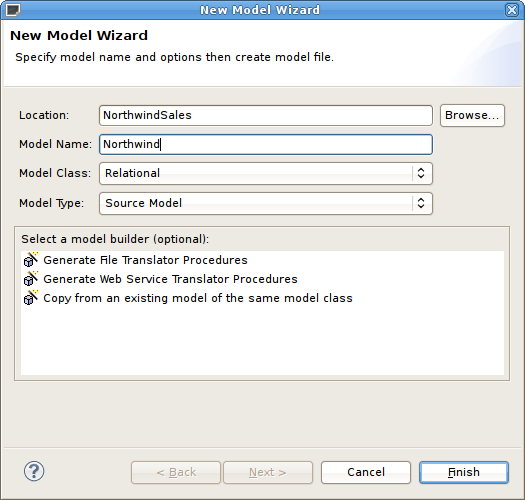 New Model Wizard
New Model Wizard
Specify model name and options then create model file.
Location: NorthwindSales Browse...
Model Name: Northwind
Model Class: Relational
Model Type: Source Model
Select a model builder (optional):
Generate File Translator Procedures
Generate Web Service Translator Procedures
Copy from an existing model of the same model class
? < Back Next > Cancel Finish